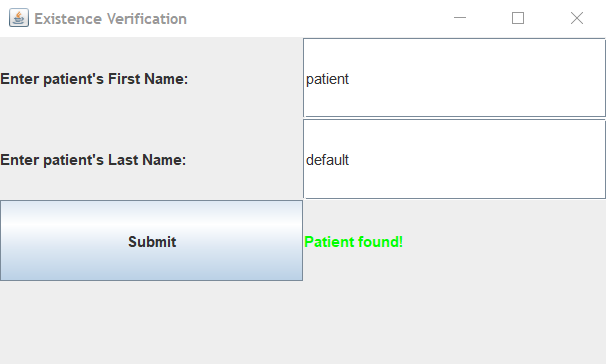 Existence Verification
Enter patient's First Name: patient
Enter patient's Last Name: default
Submit Patient found!